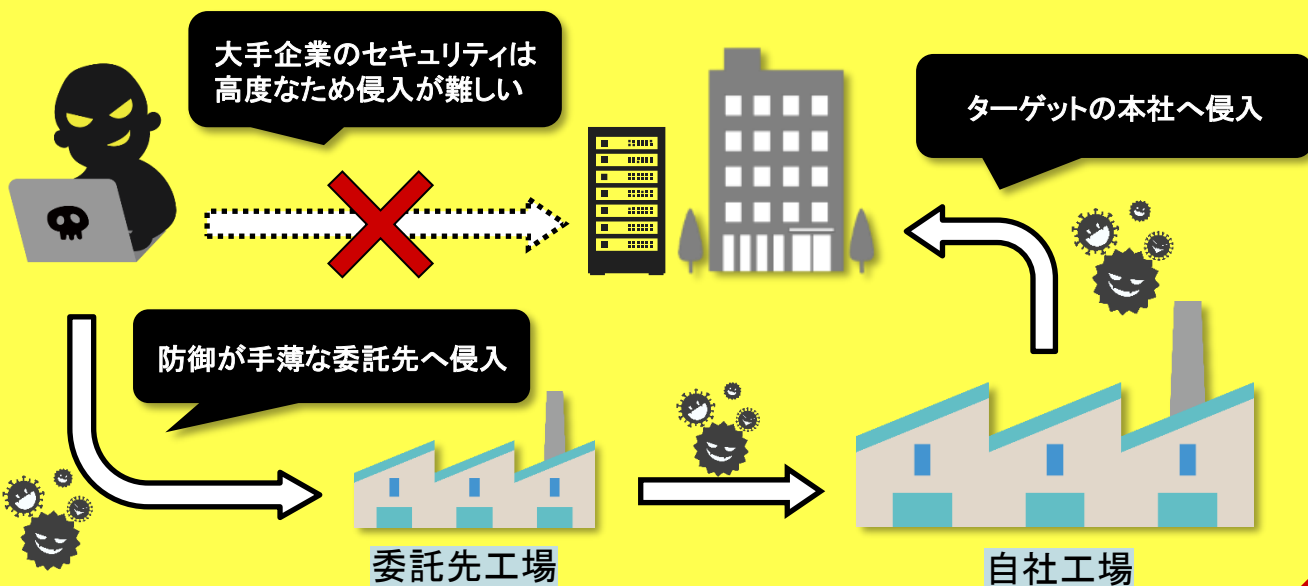 大手企業のセキュリティは
高度なため侵入が難しい
ターゲットの本社へ侵入
防御が手薄な委託先へ侵入
委託先工場
自社工場